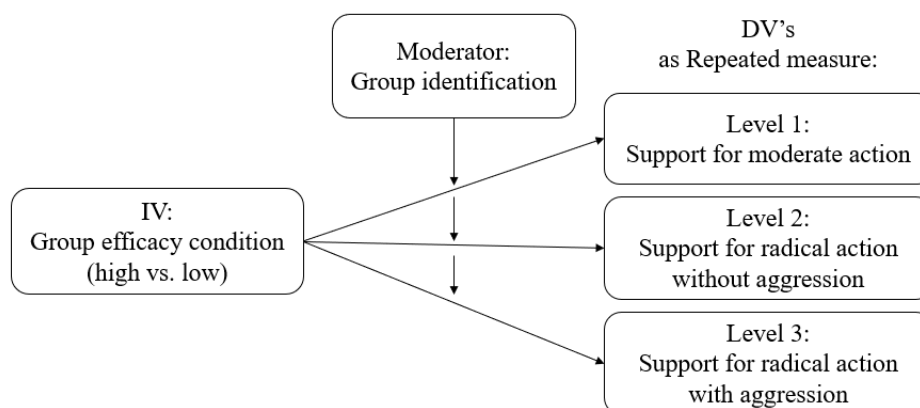 Moderator:
Group identification
DV's
as Repeated measure:
Level 1:
Support for moderate action
IV:
Group efficacy condition
(high vs. low)
Level 2:
Support for radical action
without aggression
Level 3:
Support for radical action
with aggression